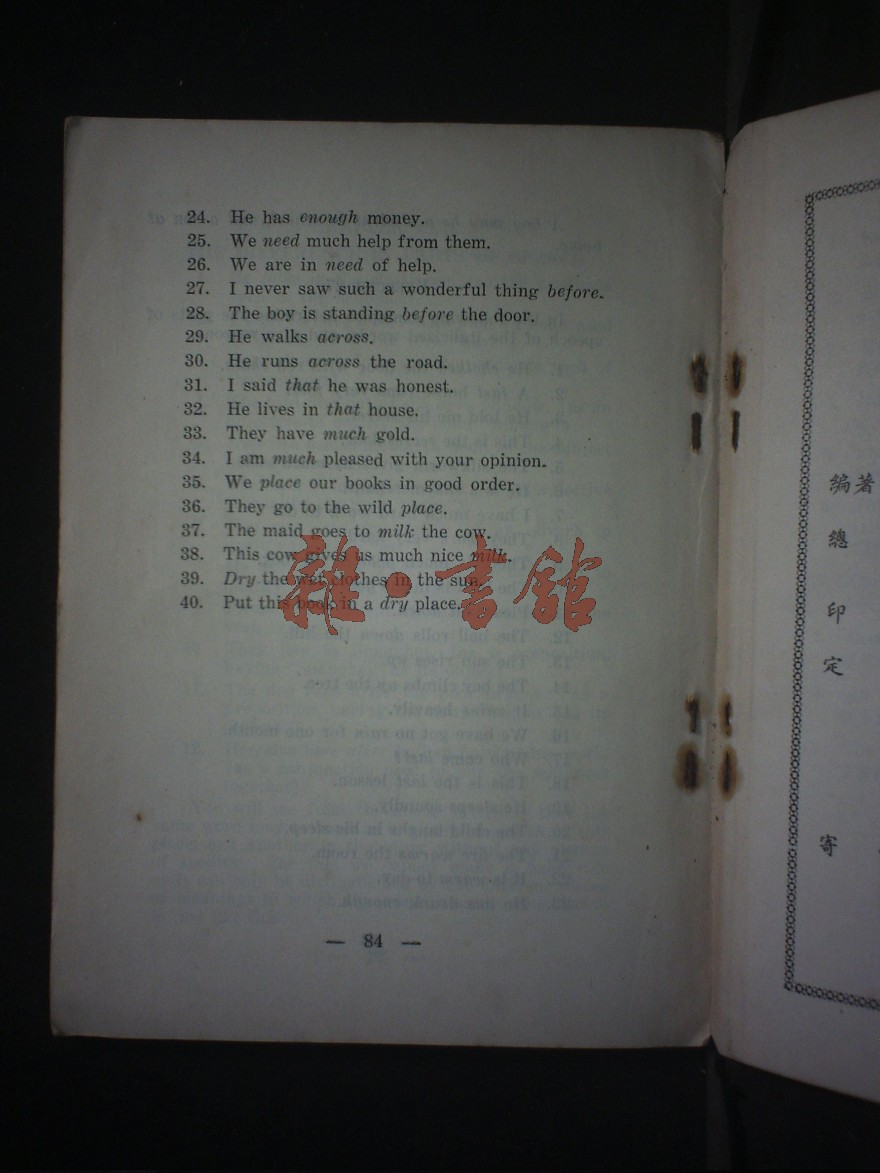 24. He has enough money.
25. We need much help from them.
26. We are in need of help.
27. I never saw such a wonderful thing before.
28. The boy is standing before the door.
29. He walks across.
30. He runs across the road.
31. I said that he was honest.
32. He lives in that house.
33. They have much gold.
34. I am much pleased with your opinion.
35. We place our books in good order.
36. They go to the wild place.
37. The maid goes to milk the cow.
38. This cow gives us much nice milk.
39. Dry the wet clothes in the sun.
40. Put this book in a dry place.
雜·書館
— 84 —
編著
總
印
定
寄